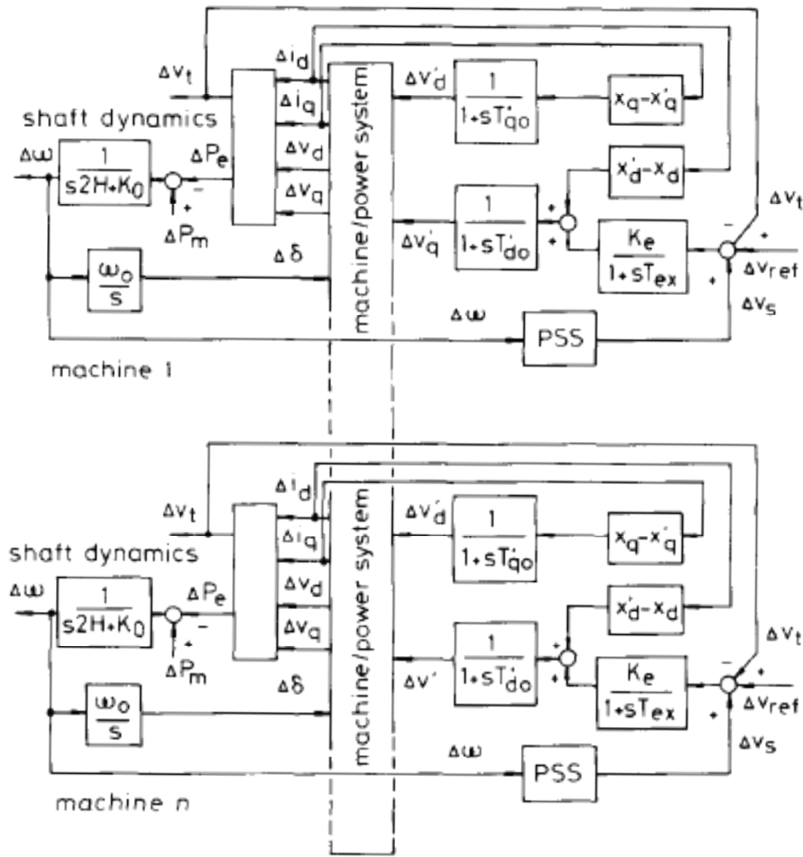 Δv_t
Δi_d
Δi_q
Δv_d
Δv_q
shaft dynamics
Δω
1
s2H+K_D
ΔP_e
-
+
ΔP_m
ω_o
s
Δδ
machine/power system
Δv'_d
1
1+sT'_qo
x_q-x'_q
x'_d-x_d
Δv'_q
1
1+sT'_do
+
+
K_e
1+sT_ex
Δv_t
-
+
Δv_ref
+
Δv_s
Δω
PSS
machine 1
Δv_t
Δi_d
Δi_q
Δv_d
Δv_q
shaft dynamics
Δω
1
s2H+K_D
ΔP_e
-
+
ΔP_m
ω_o
s
Δδ
machine/power system
Δv'_d
1
1+sT'_qo
x_q-x'_q
x'_d-x_d
Δv'
1
1+sT'_do
+
+
K_e
1+sT_ex
Δv_t
-
+
Δv_ref
+
Δv_s
Δω
PSS
machine n